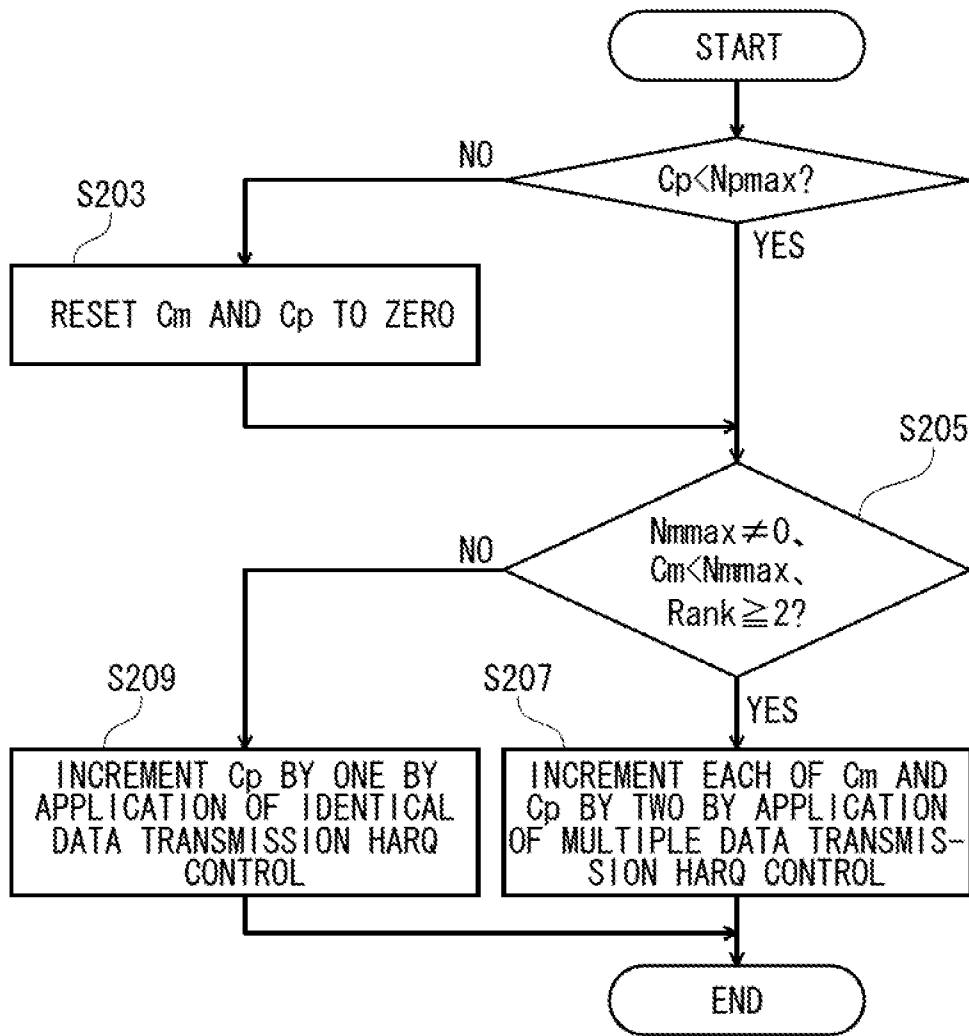 START
NO
Cp<Npmax?
S203
YES
RESET Cm AND Cp TO ZERO
S205
Nmmax≠0、
NO
Cm<Nmmax、
Rank≧2?
S209
S207
YES
INCREMENT Cp BY ONE BY
APPLICATION OF IDENTICAL
DATA TRANSMISSION HARQ
CONTROL
INCREMENT EACH OF Cm AND
Cp BY TWO BY APPLICATION
OF MULTIPLE DATA TRANSMIS-
SION HARQ CONTROL
END